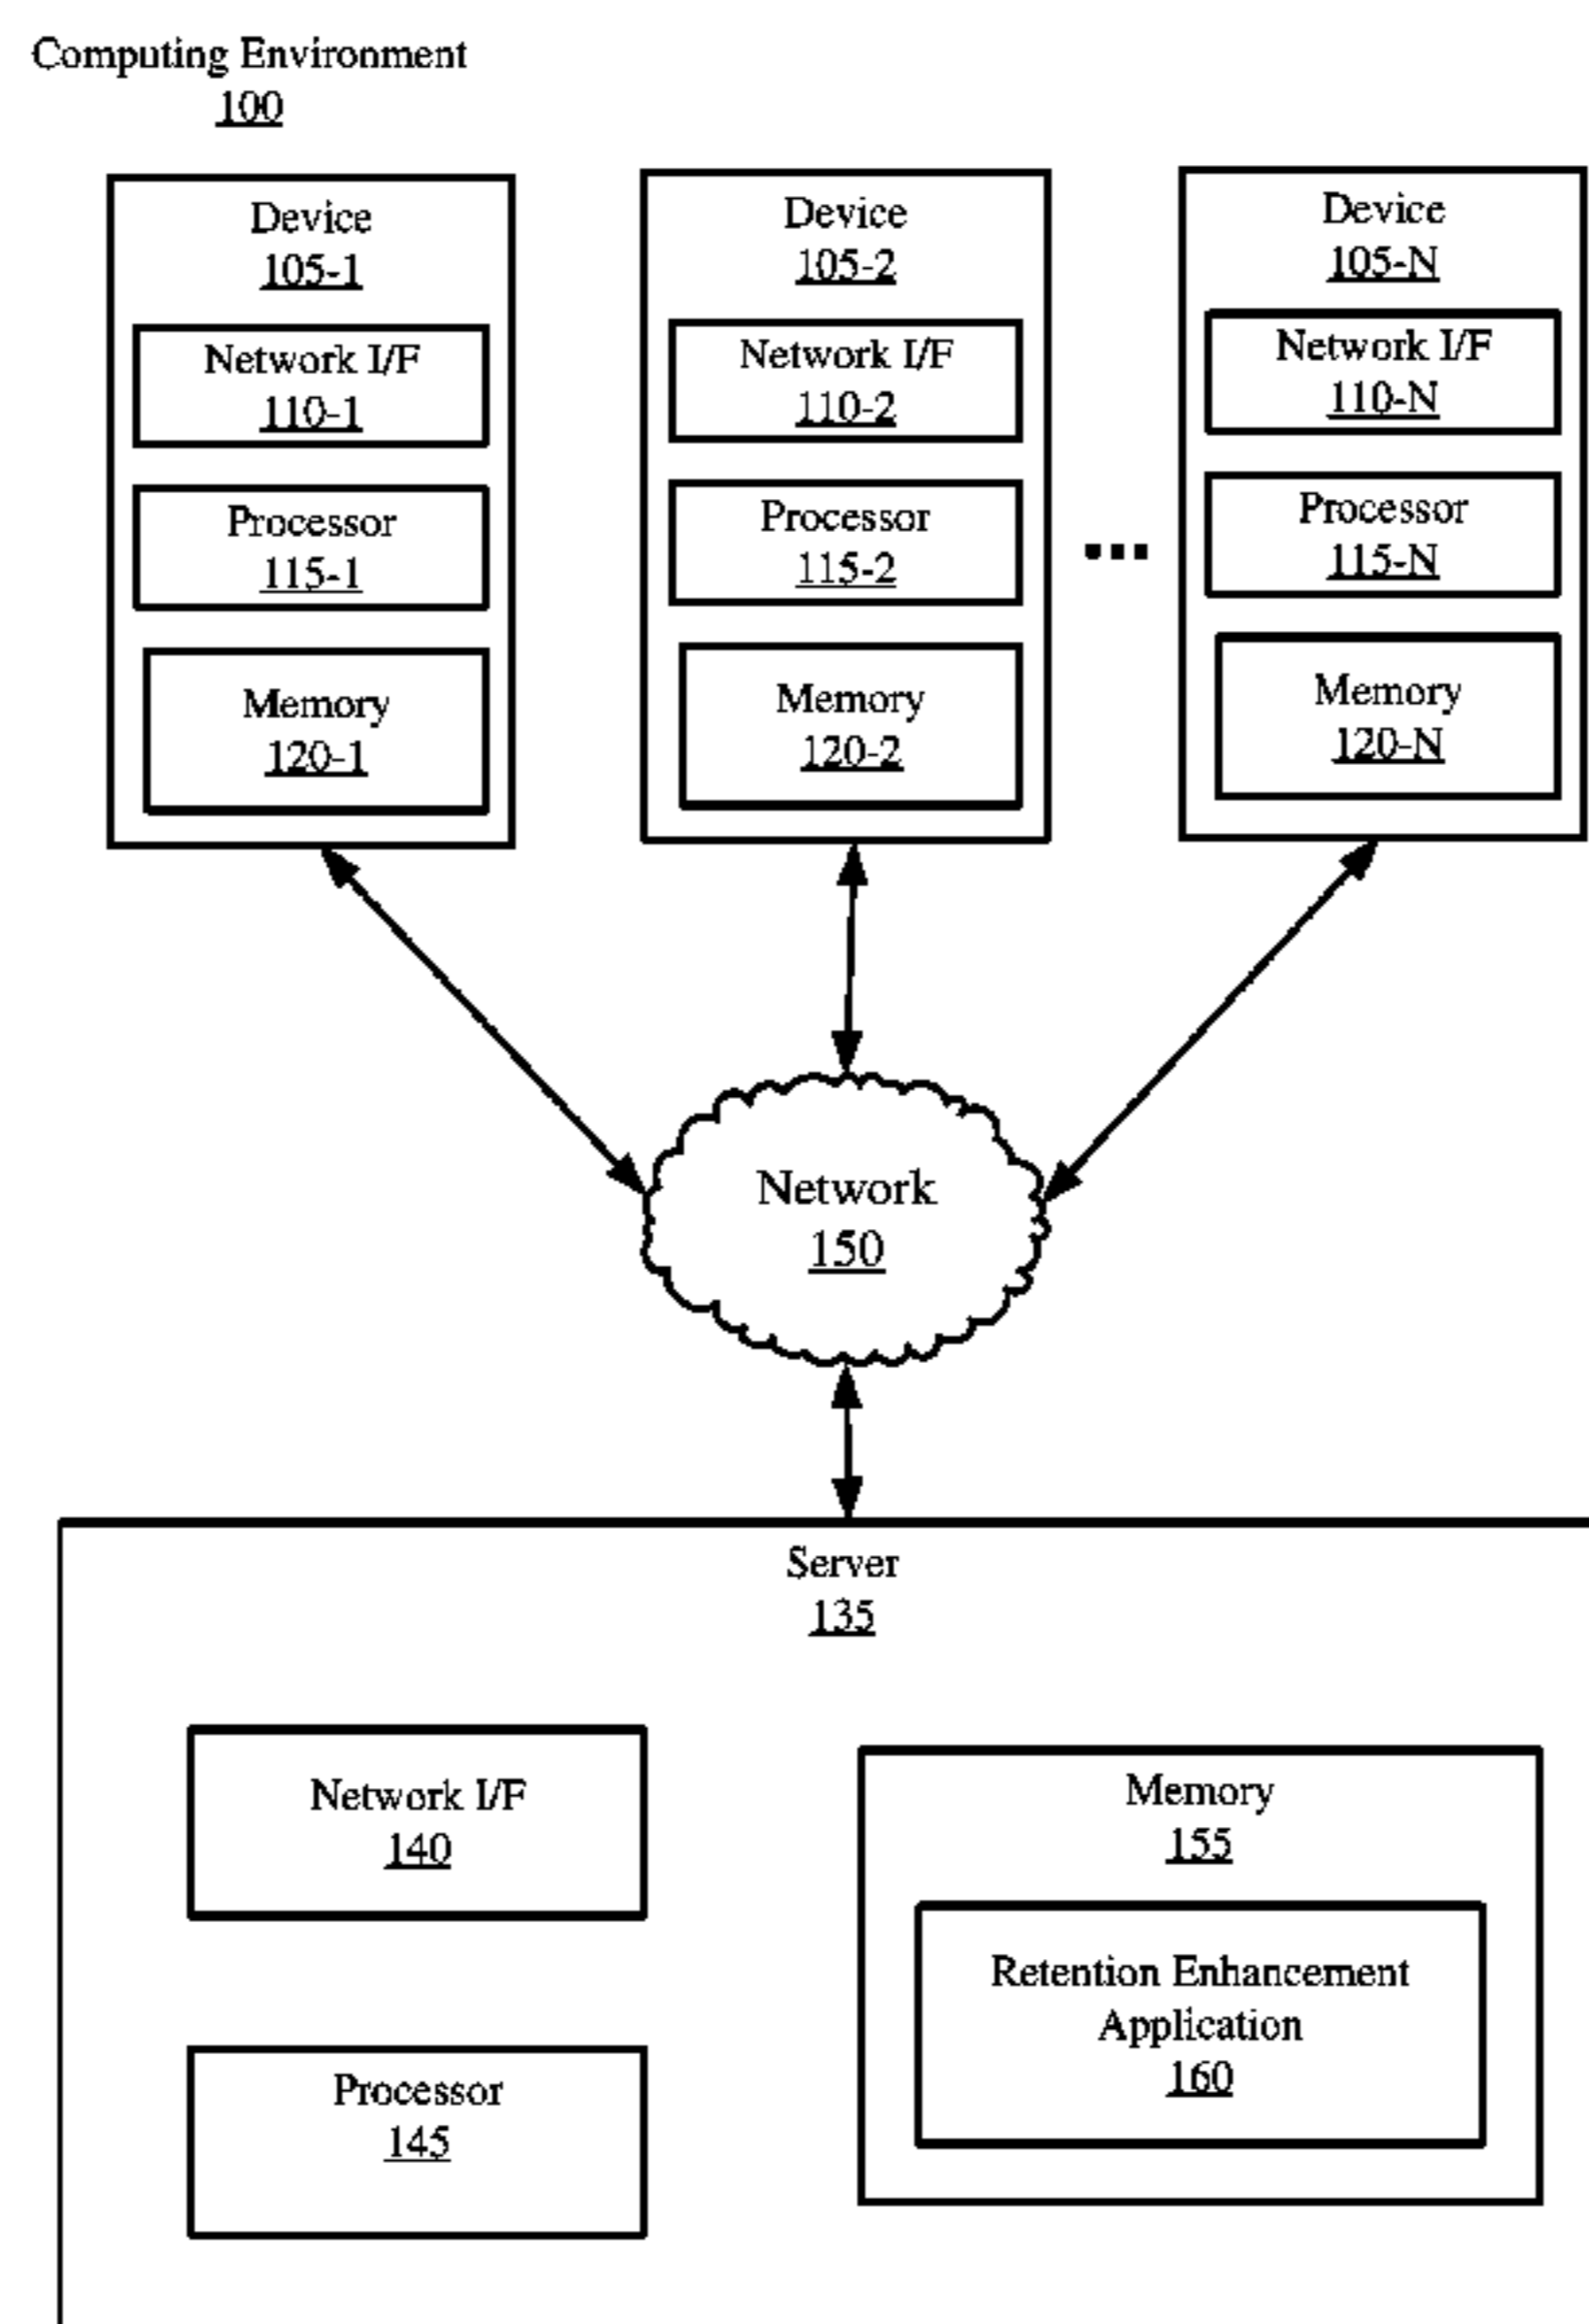 Computing Environment
100
Device
105-1
Network I/F
110-1
Processor
115-1
Memory
120-1
Device
105-2
Network I/F
110-2
Processor
115-2
Memory
120-2
...
Device
105-N
Network I/F
110-N
Processor
115-N
Memory
120-N
Network
150
Server
135
Network I/F
140
Processor
145
Memory
155
Retention Enhancement
Application
160